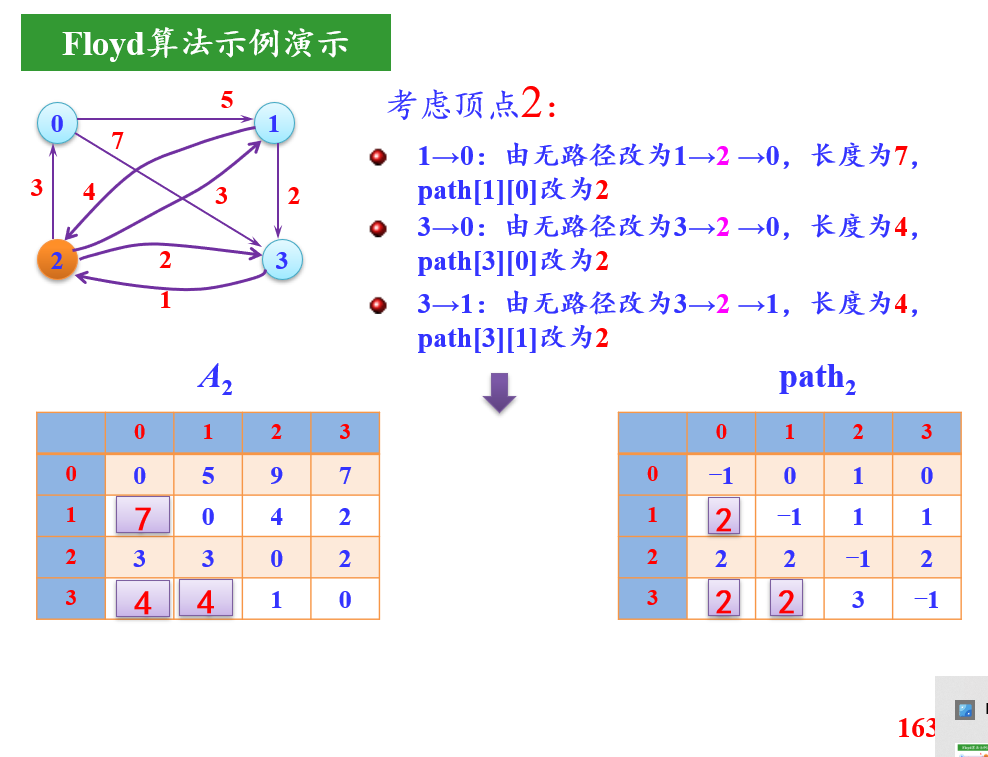 Floyd算法示例演示
考虑顶点2：
0 5 1
7
3 4 3 2
2 2 3
1
1→0：由无路径改为1→2 →0，长度为7，
path[1][0]改为2
3→0：由无路径改为3→2 →0，长度为4，
path[3][0]改为2
3→1：由无路径改为3→2 →1，长度为4，
path[3][1]改为2
A2
0 1 2 3
0 0 5 9 7
1 7 0 4 2
2 3 3 0 2
3 4 4 1 0
path2
0 1 2 3
0 −1 0 1 0
1 2 −1 1 1
2 2 2 −1 2
3 2 2 3 −1
163